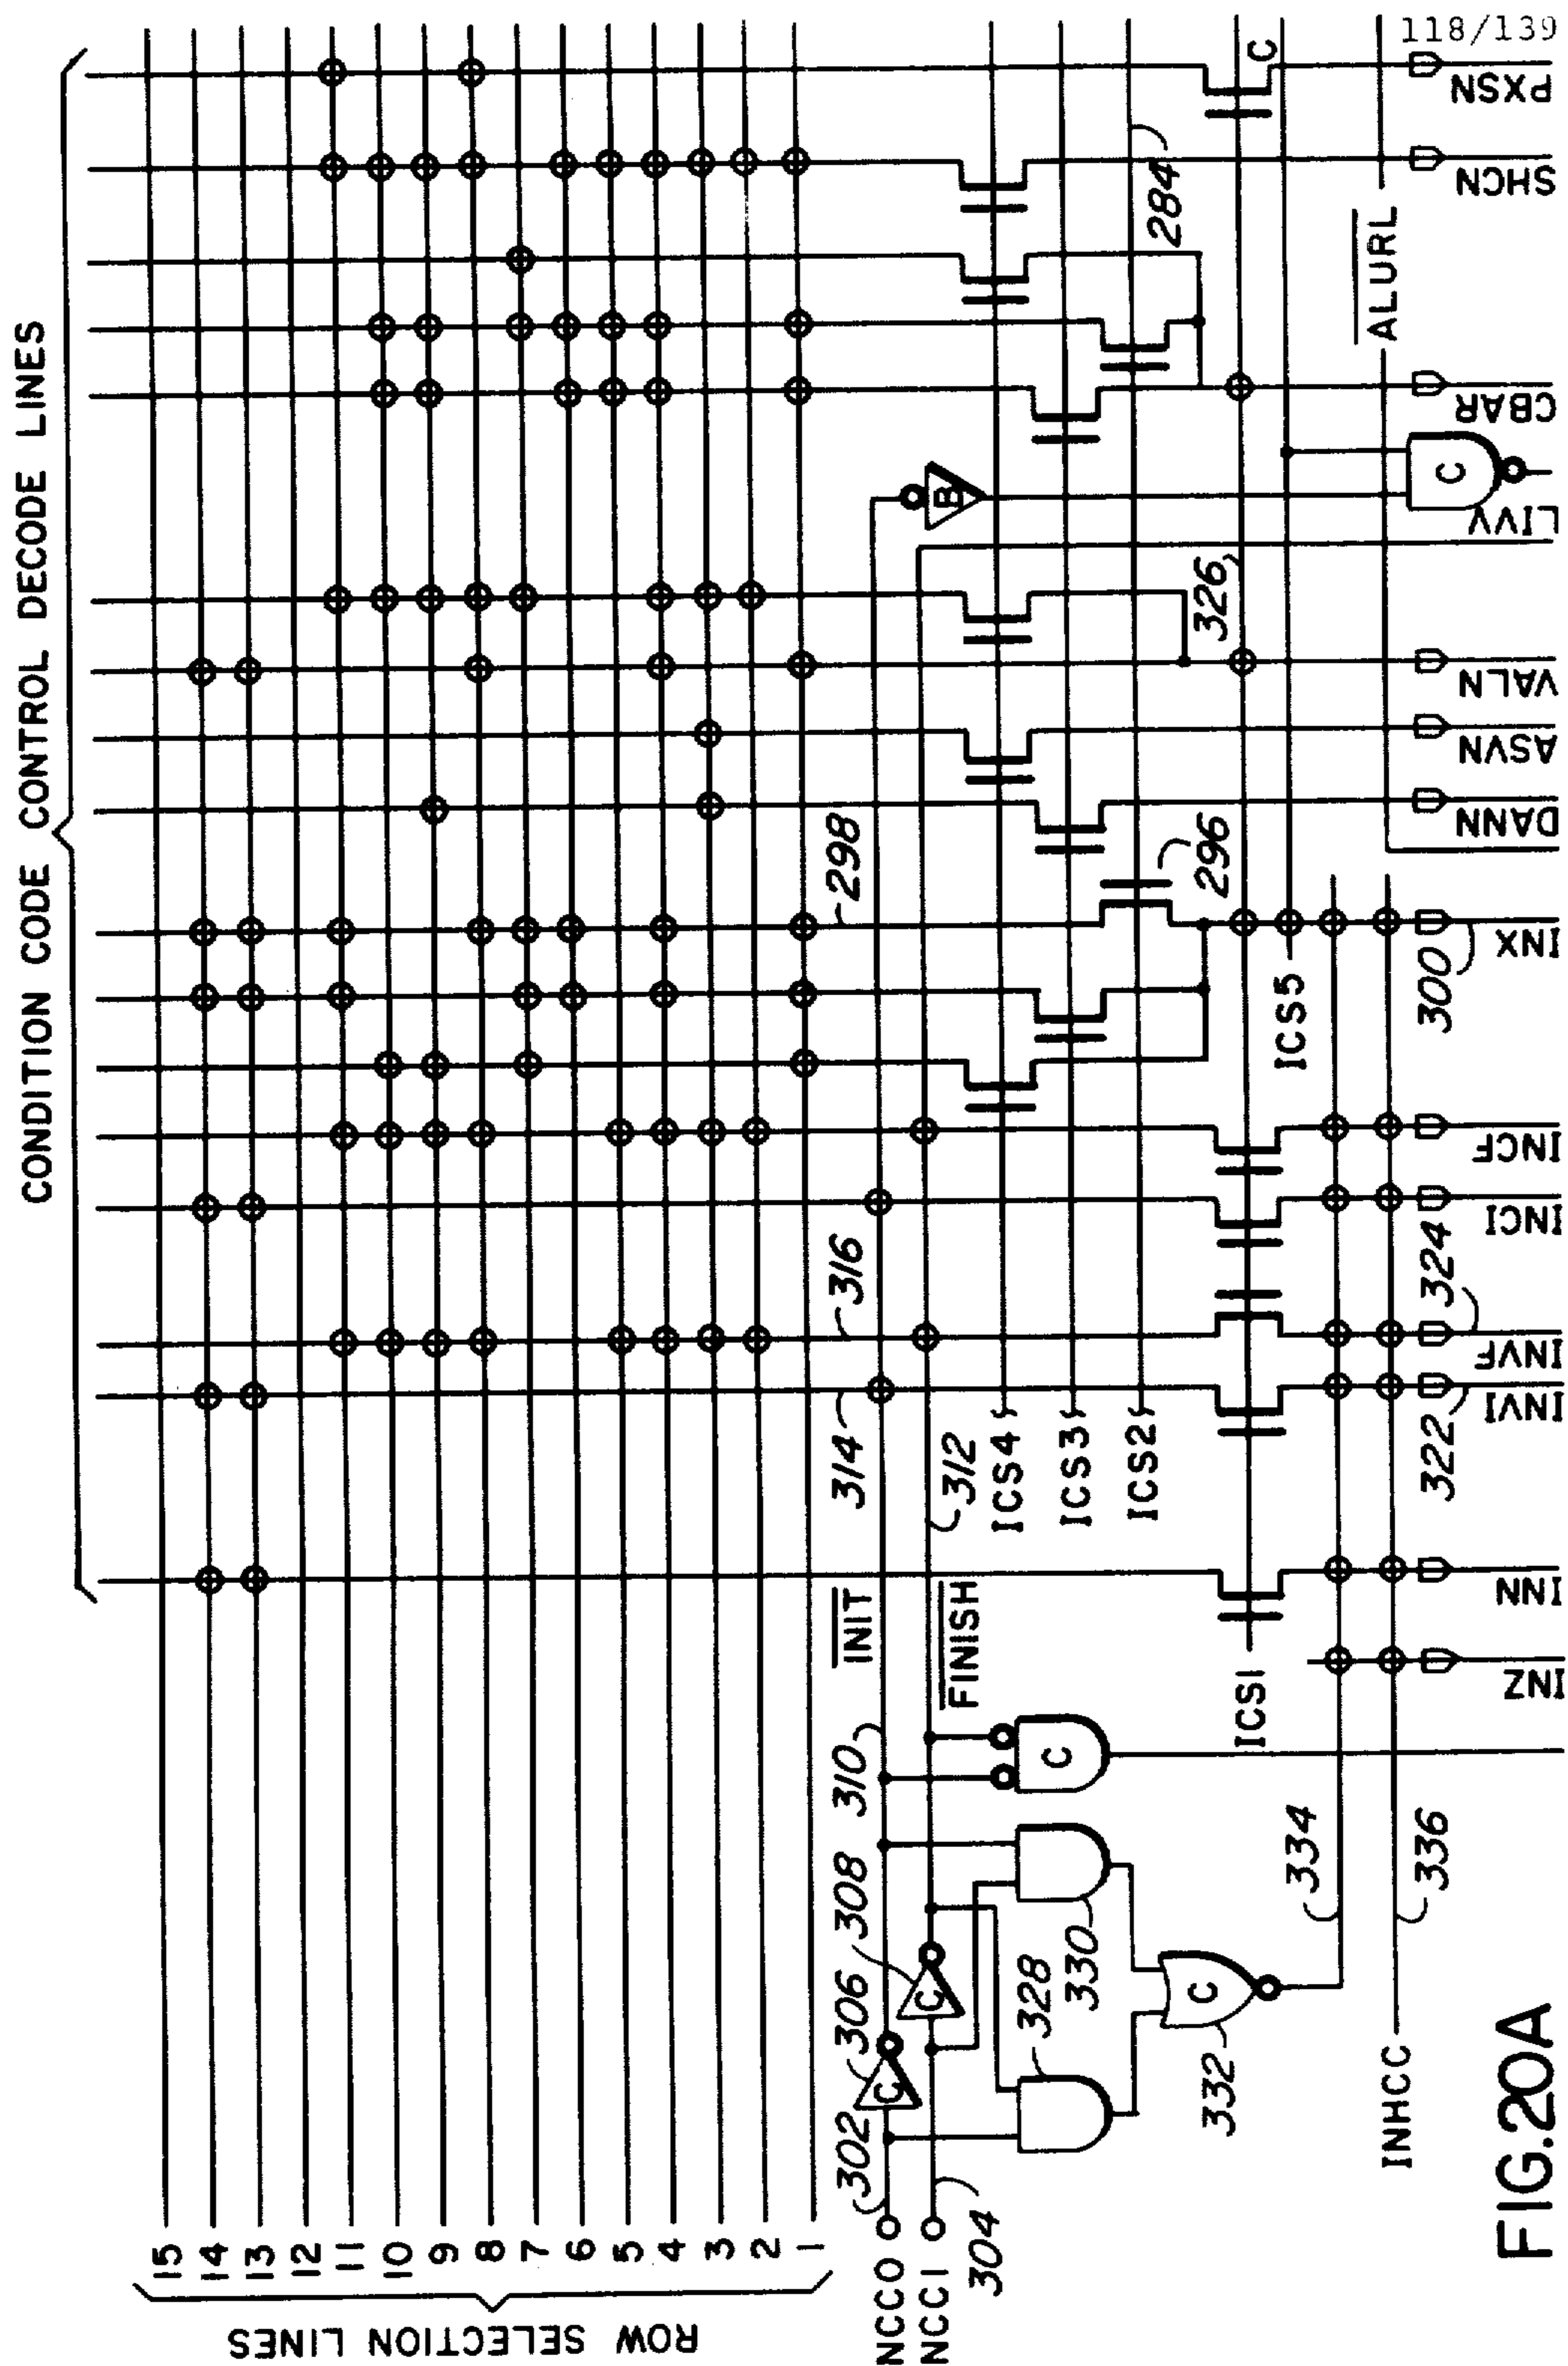 118/139
CONDITION CODE CONTROL DECODE LINES
ROW SELECTION LINES
15
14
13
12
11
10
9
8
7
6
5
4
3
2
1
NCC0
NCC1
302
304
306
308
310
INIT
FINISH
312
314
316
298
ICS4
ICS3
ICS2
284
296
326
ICS1
ICS5
ALURL
C
C
C
B
C
C
C
C
328
330
332
334
336
INHCC
322
324
300
INZ
INN
INVI
INVF
INCI
INCF
INX
DANN
ASVN
VALN
LIVV
CBAR
SHCN
PXSN
FIG.20A